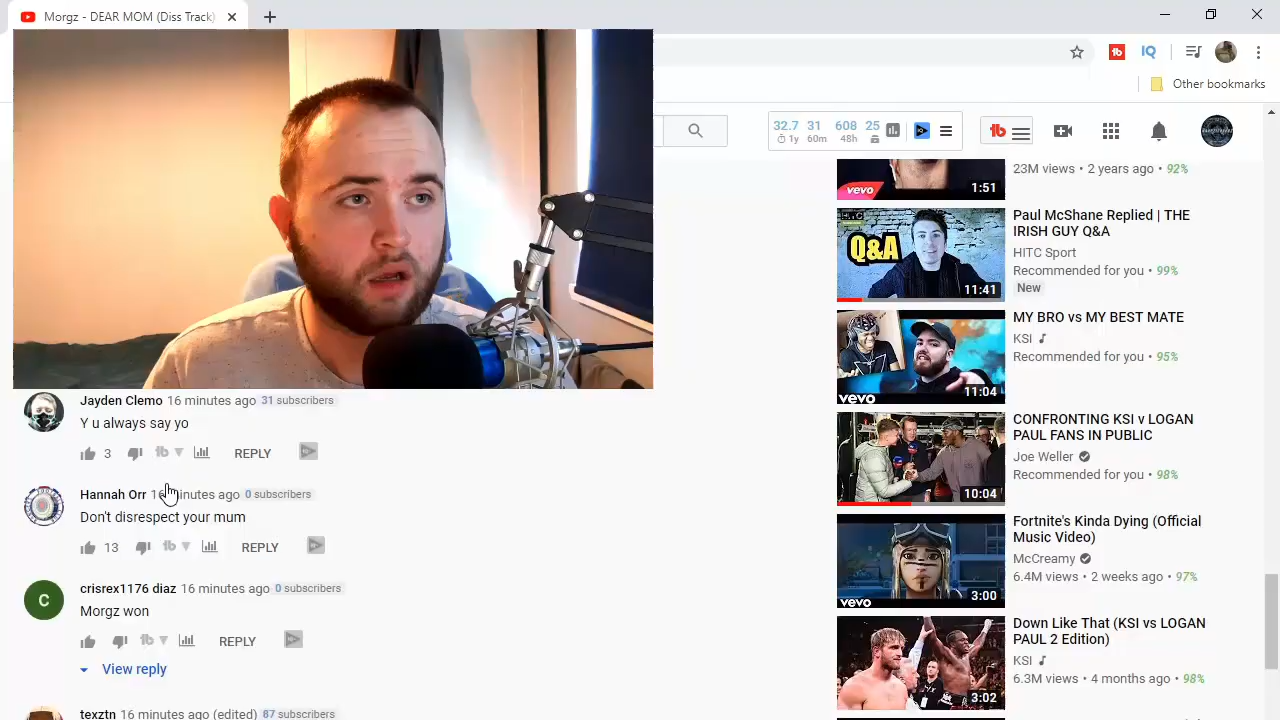 Morgz - DEAR MOM (Diss Track)
Other bookmarks
32.7 31 608 25
1y 60m 48h
Jayden Clemo 16 minutes ago 31 subscribers
Y u always say yo
3 REPLY
Hannah Orr 16 minutes ago 0 subscribers
Don't disrespect your mum
13 REPLY
C
crisrex1176 diaz 16 minutes ago 0 subscribers
Morgz won
REPLY
View reply
texztn 16 minutes ago (edited) 87 subscribers
vevo
1:51
23M views • 2 years ago • 92%
Q&A
11:41
Paul McShane Replied | THE
IRISH GUY Q&A
HITC Sport
Recommended for you • 99%
New
vevo
11:04
MY BRO vs MY BEST MATE
KSI
Recommended for you • 95%
10:04
CONFRONTING KSI v LOGAN
PAUL FANS IN PUBLIC
Joe Weller
Recommended for you • 98%
vevo
3:00
Fortnite's Kinda Dying (Official
Music Video)
McCreamy
6.4M views • 2 weeks ago • 97%
3:02
Down Like That (KSI vs LOGAN
PAUL 2 Edition)
KSI
6.3M views • 4 months ago • 98%